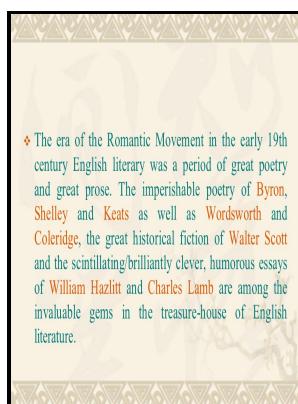 The era of the Romantic Movement in the early 19th
century English literary was a period of great poetry
and great prose. The imperishable poetry of Byron,
Shelley and Keats as well as Wordsworth and
Coleridge, the great historical fiction of Walter Scott
and the scintillating/brilliantly clever, humorous essays
of William Hazlitt and Charles Lamb are among the
invaluable gems in the treasure-house of English
literature.